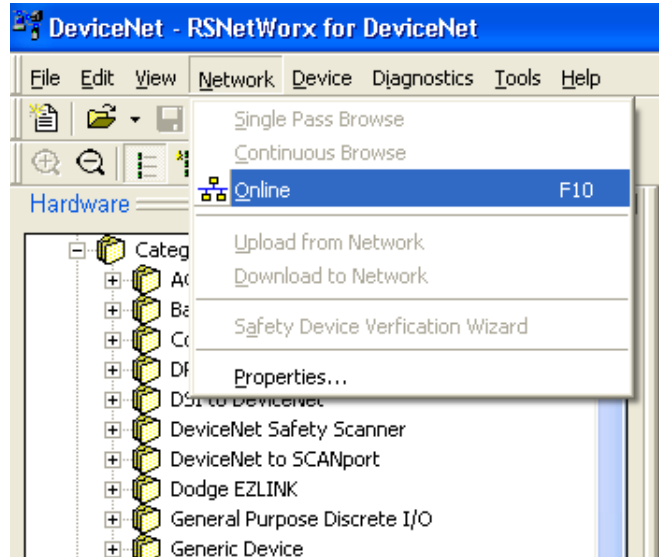 DeviceNet - RSNetWorx for DeviceNet
File Edit View Network Device Diagnostics Tools Help
Single Pass Browse
Continuous Browse
Online F10
Hardware
Upload from Network
Download to Network
Safety Device Verfication Wizard
Properties...
Categ
DeviceNet Safety Scanner
DeviceNet to SCANport
Dodge EZLINK
General Purpose Discrete I/O
Generic Device